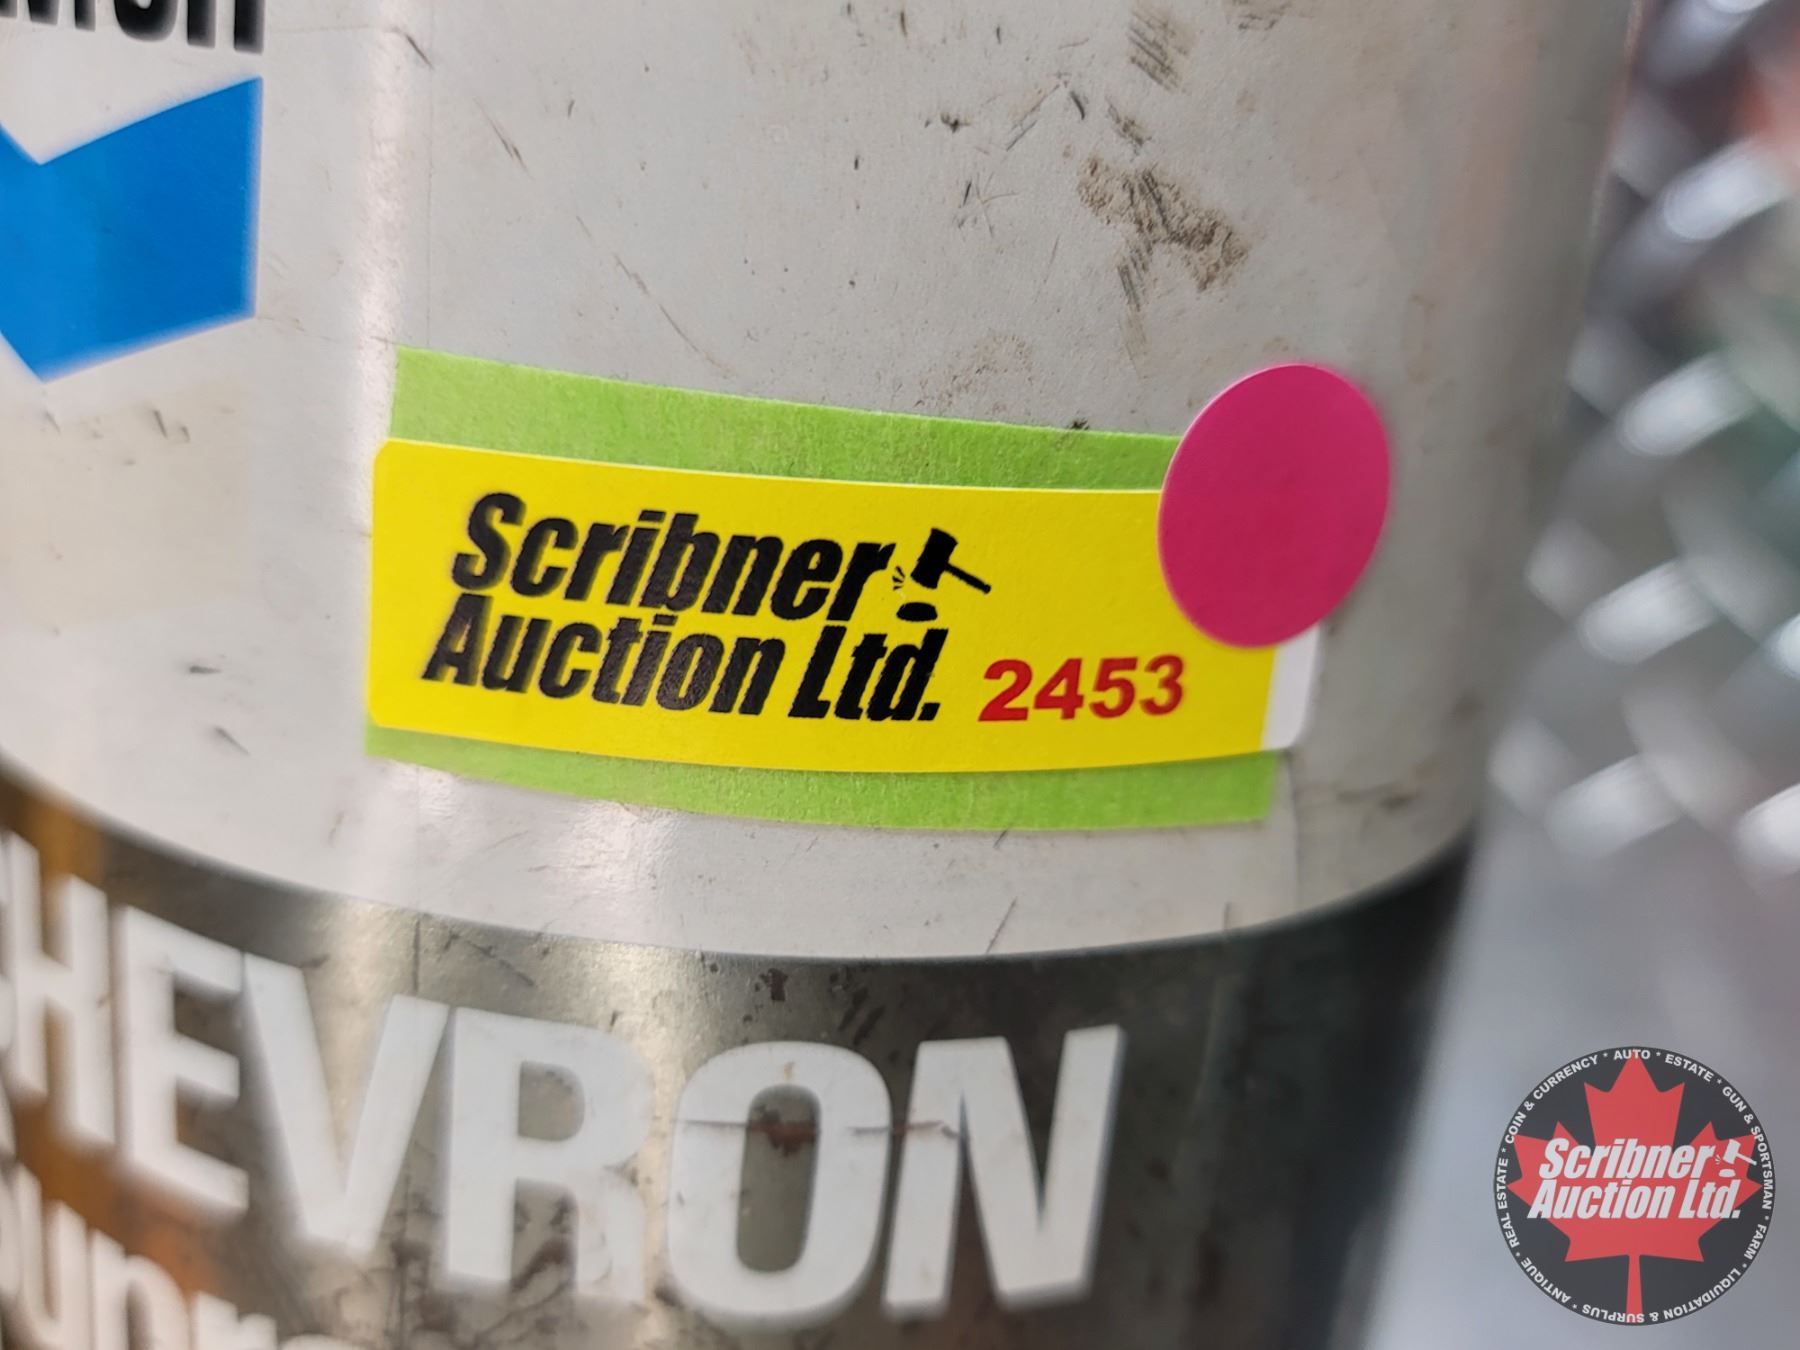 Scribner
Auction Ltd. 2453
CHEVRON
COIN & CURRENCY * AUTO * ESTATE * GUN & SPORTSMAN * FARM * LIQUIDATION & SURPLUS * ANTIQUE * REAL ESTATE *
Scribner
Auction Ltd.